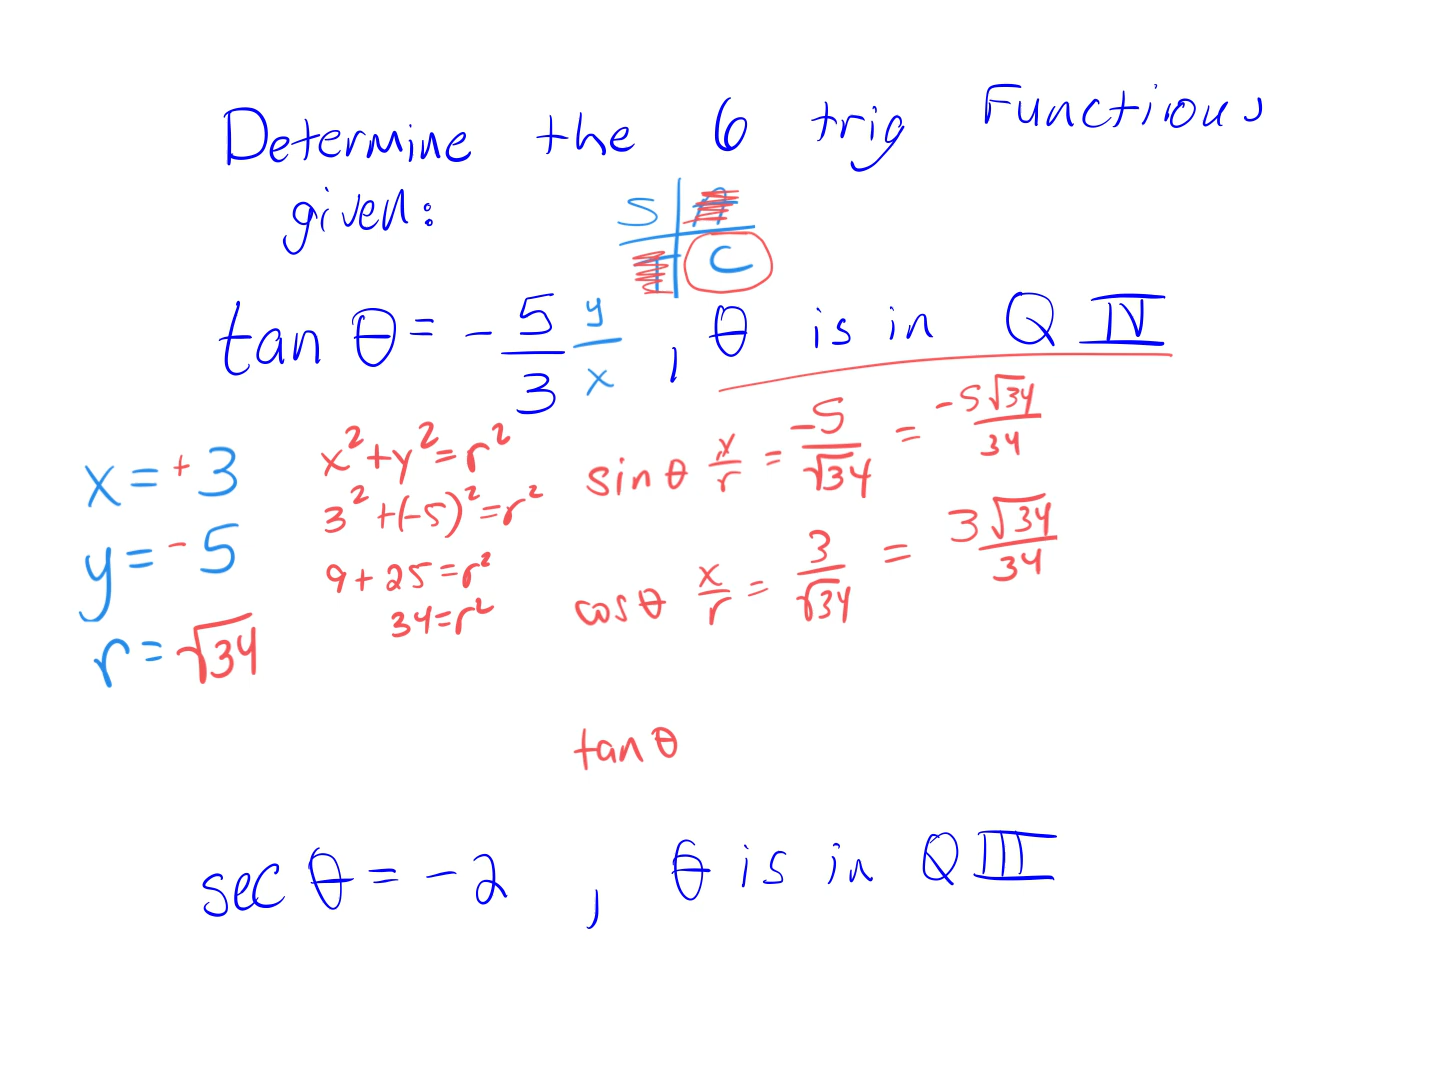 Determine the 6 trig Functions
given:
S
C
T
tan θ = - 5/3 y/x , θ is in Q IV
x = + 3
y = - 5
r = √34
x² + y² = r²
3² + (-5)² = r²
9 + 25 = r²
34 = r²
sin θ y/r = -5/√34 = -5√34/34
cos θ x/r = 3/√34 = 3√34/34
tan θ
sec θ = -2 , θ is in Q III